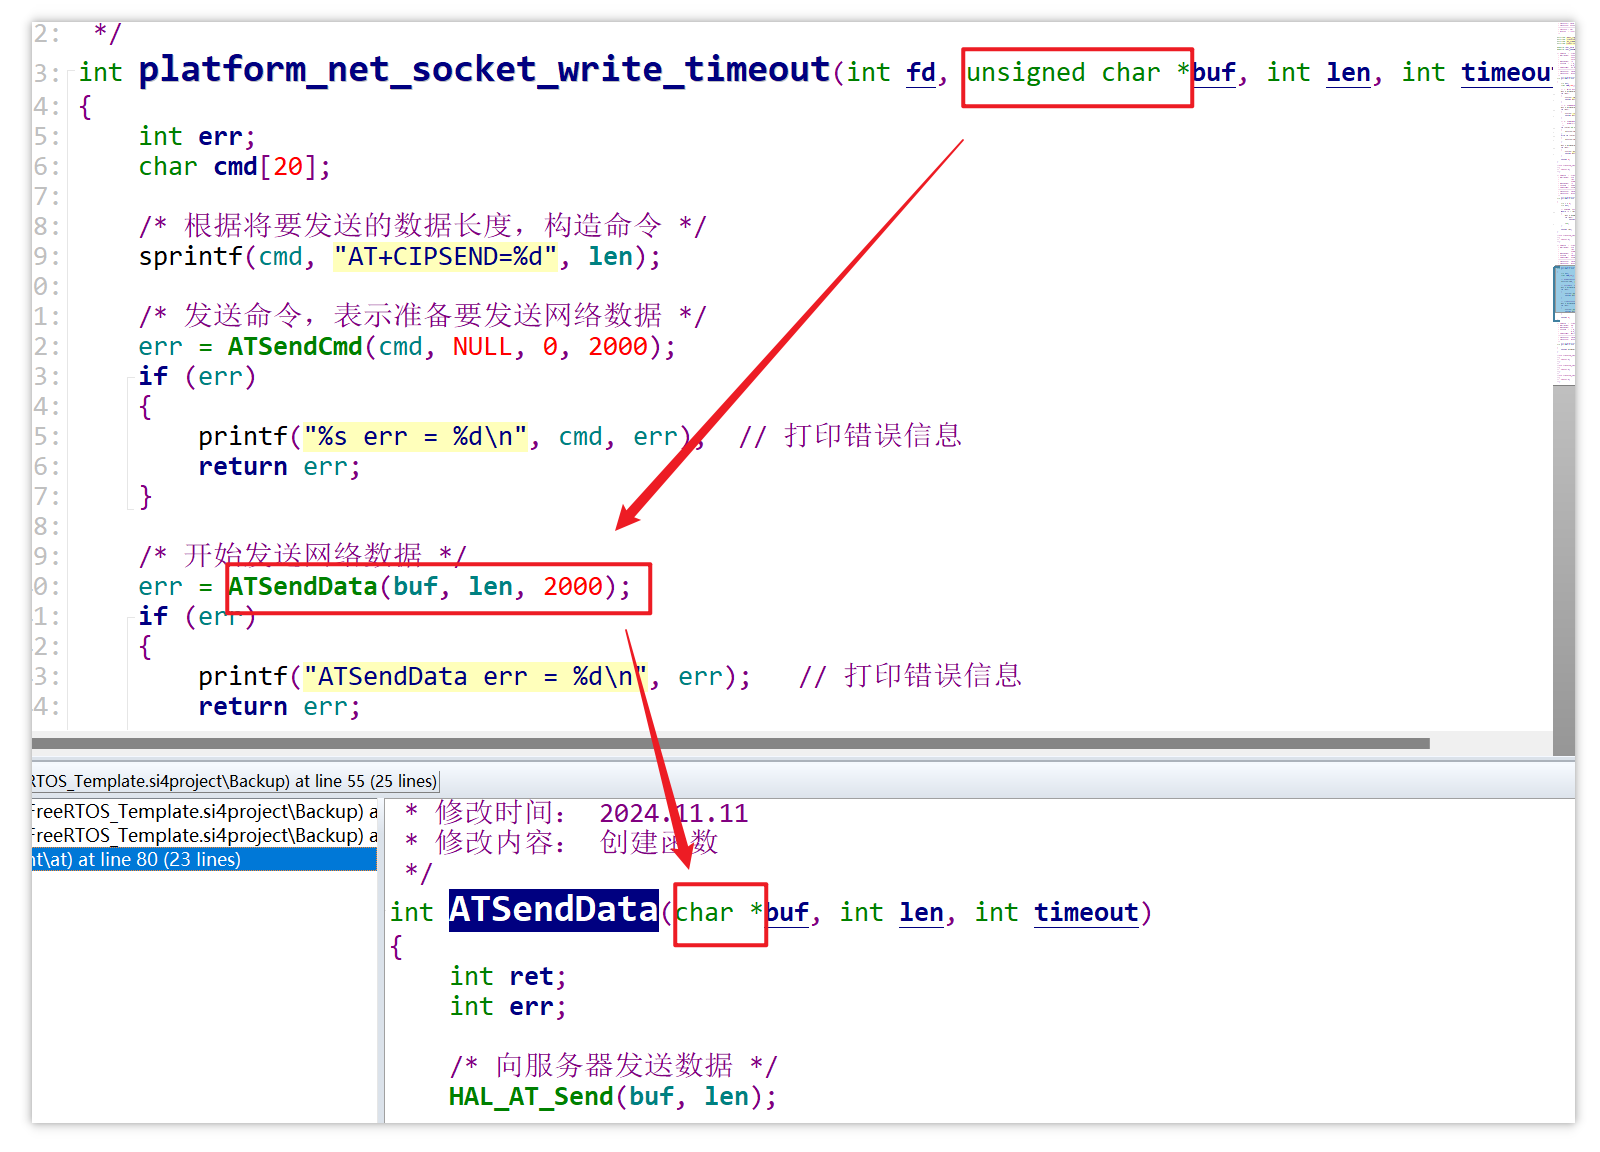 2: */
3: int platform_net_socket_write_timeout(int fd, unsigned char *buf, int len, int timeou
4: {
5: int err;
6: char cmd[20];
7:
8: /* 根据将要发送的数据长度，构造命令 */
9: sprintf(cmd, "AT+CIPSEND=%d", len);
0:
1: /* 发送命令，表示准备要发送网络数据 */
2: err = ATSendCmd(cmd, NULL, 0, 2000);
3: if (err)
4: {
5: printf("%s err = %d\n", cmd, err); // 打印错误信息
6: return err;
7: }
8:
9: /* 开始发送网络数据 */
0: err = ATSendData(buf, len, 2000);
1: if (err)
2: {
3: printf("ATSendData err = %d\n", err); // 打印错误信息
4: return err;
RTOS_Template.si4project\Backup) at line 55 (25 lines)
FreeRTOS_Template.si4project\Backup) a
FreeRTOS_Template.si4project\Backup) a
nt\at) at line 80 (23 lines)
* 修改时间： 2024.11.11
* 修改内容： 创建函数
*/
int ATSendData(char *buf, int len, int timeout)
{
int ret;
int err;
/* 向服务器发送数据 */
HAL_AT_Send(buf, len);